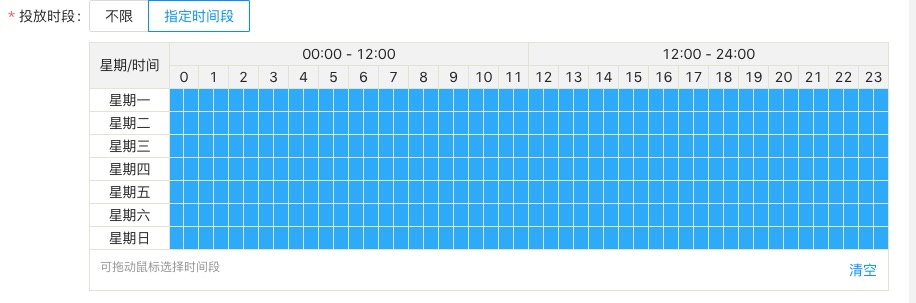 * 投放时段: 不限 指定时间段
星期/时间 00:00 - 12:00 12:00 - 24:00
0 1 2 3 4 5 6 7 8 9 10 11 12 13 14 15 16 17 18 19 20 21 22 23
星期一
星期二
星期三
星期四
星期五
星期六
星期日
可拖动鼠标选择时间段 清空